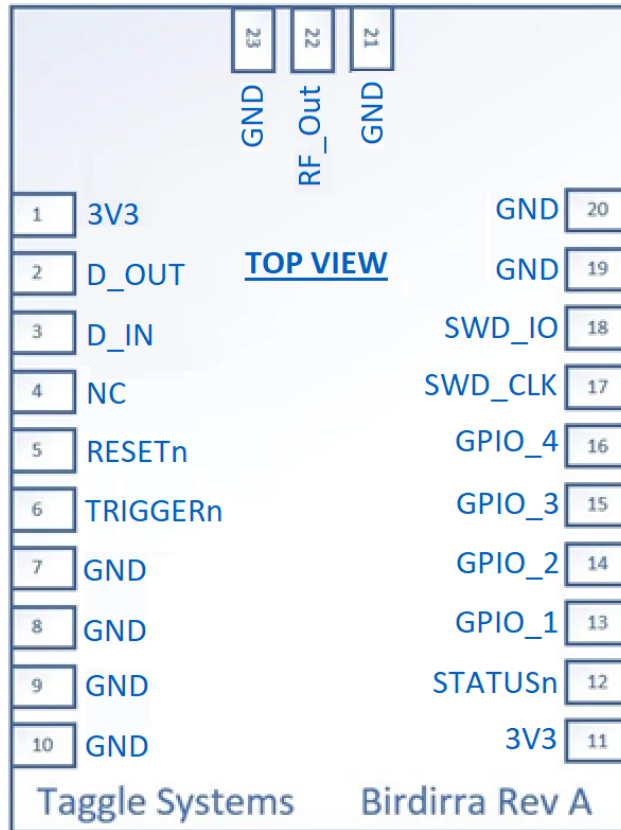 23 22 21
GND RF_Out GND
1 3V3 GND 20
2 D_OUT TOP VIEW GND 19
3 D_IN SWD_IO 18
4 NC SWD_CLK 17
5 RESETn GPIO_4 16
6 TRIGGERn GPIO_3 15
7 GND GPIO_2 14
8 GND GPIO_1 13
9 GND STATUSn 12
10 GND 3V3 11
Taggle Systems Birdirra Rev A